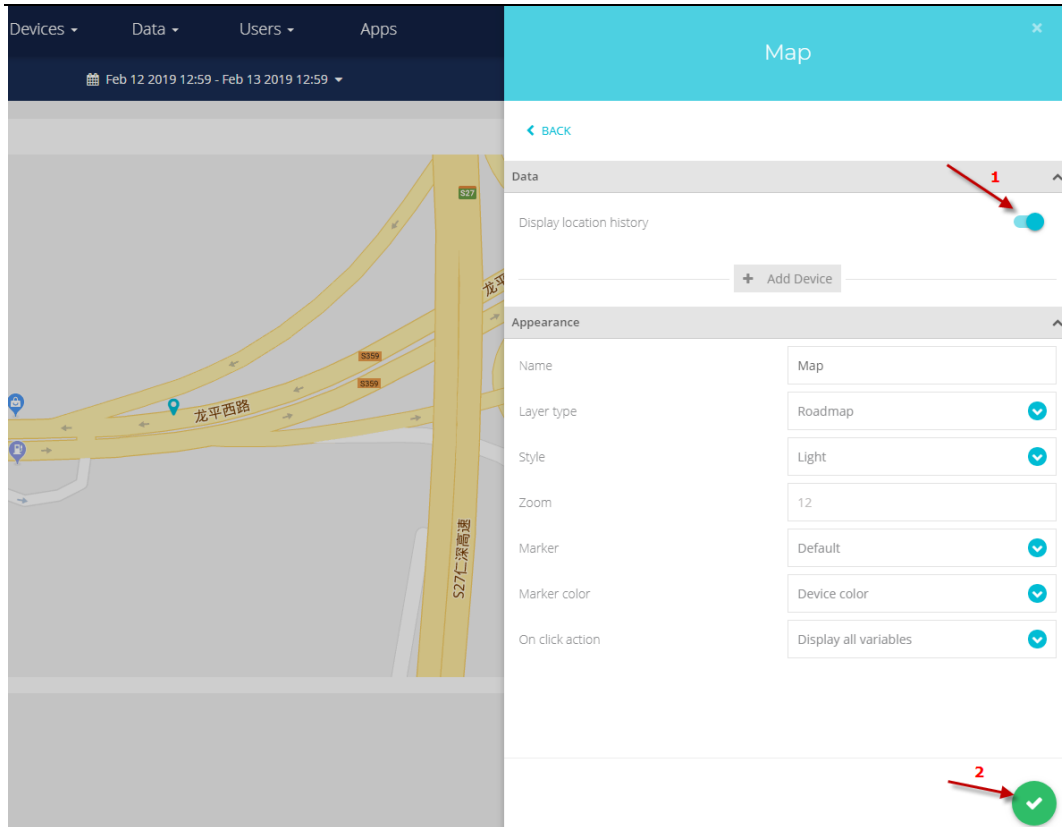 Devices Data Users Apps
Feb 12 2019 12:59 - Feb 13 2019 12:59
Map
BACK
Data
1
Display location history
+ Add Device
Appearance
Name Map
Layer type Roadmap
Style Light
Zoom 12
Marker Default
Marker color Device color
On click action Display all variables
2
S27
龙平
S359
S359
龙平西路
S27仁深高速